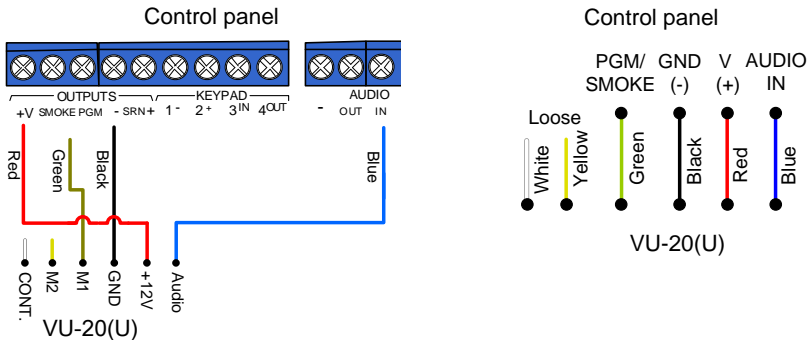 Control panel
OUTPUTS KEYPAD AUDIO
+V SMOKE PGM - SRN + 1 - 2 + 3 IN 4 OUT - OUT IN
Red
Green
Black
Blue
CONT.
M2
M1
GND
+12V
Audio
VU-20(U)
Control panel
PGM/ GND V AUDIO
SMOKE (-) (+) IN
Loose
White
Yellow
Green
Black
Red
Blue
VU-20(U)